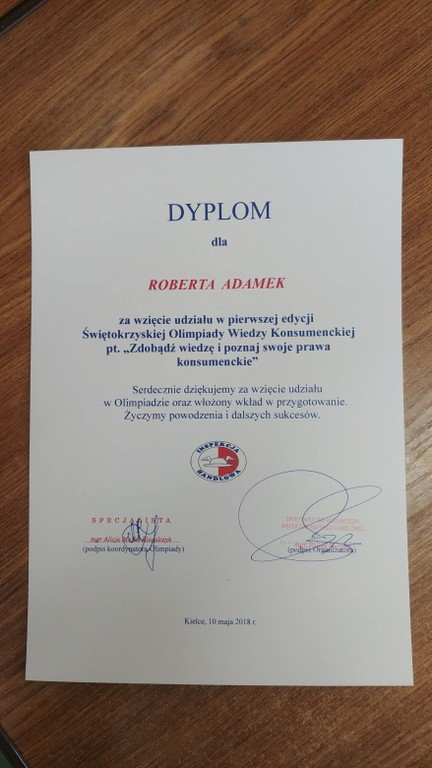 DYPLOM
dla
ROBERTA ADAMEK
za wzięcie udziału w pierwszej edycji
Świętokrzyskiej Olimpiady Wiedzy Konsumenckiej
pt. „Zdobądź wiedzę i poznaj swoje prawa
konsumenckie”
Serdecznie dziękujemy za wzięcie udziału
w Olimpiadzie oraz włożony wkład w przygotowanie.
Życzymy powodzenia i dalszych sukcesów.
INSPEKCJA
HANDLOWA
SPECJALISTA
mgr Alicja
(podpis koordynatora Olimpiady)
(podpis Organizatora)
Kielce, 10 maja 2018 r.